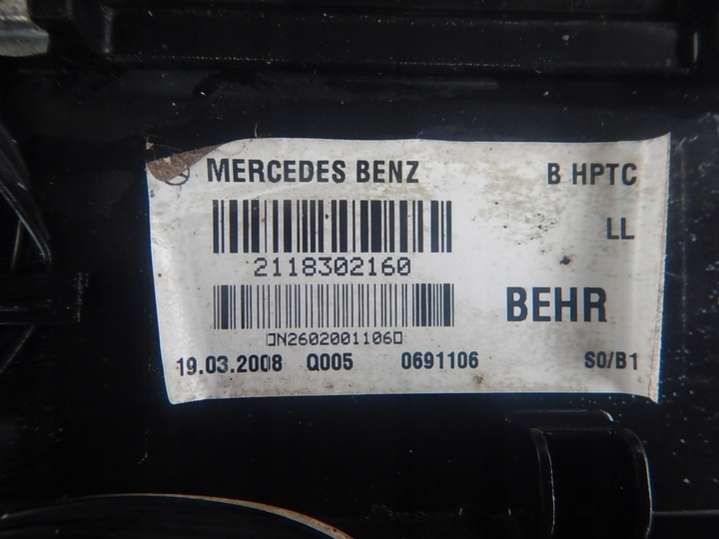 MERCEDES BENZ B HPTC
LL
2118302160
BEHR
N2602001106
19.03.2008 Q005 0691106 S0/B1